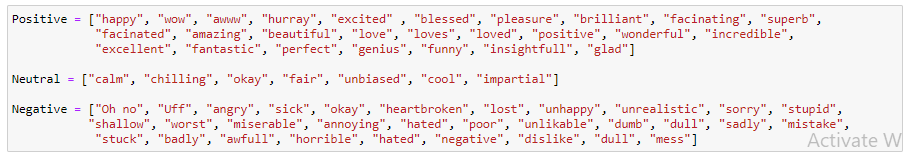 Positive = ["happy", "wow", "awww", "hurray", "excited" , "blessed", "pleasure", "brilliant", "facinating", "superb",
"facinated", "amazing", "beautiful", "love", "loves", "loved", "positive", "wonderful", "incredible",
"excellent", "fantastic", "perfect", "genius", "funny", "insightfull", "glad"]
Neutral = ["calm", "chilling", "okay", "fair", "unbiased", "cool", "impartial"]
Negative = ["Oh no", "Uff", "angry", "sick", "okay", "heartbroken", "lost", "unhappy", "unrealistic", "sorry", "stupid",
"shallow", "worst", "miserable", "annoying", "hated", "poor", "unlikable", "dumb", "dull", "sadly", "mistake",
"stuck", "badly", "awfull", "horrible", "hated", "negative", "dislike", "dull", "mess"]
Activate W